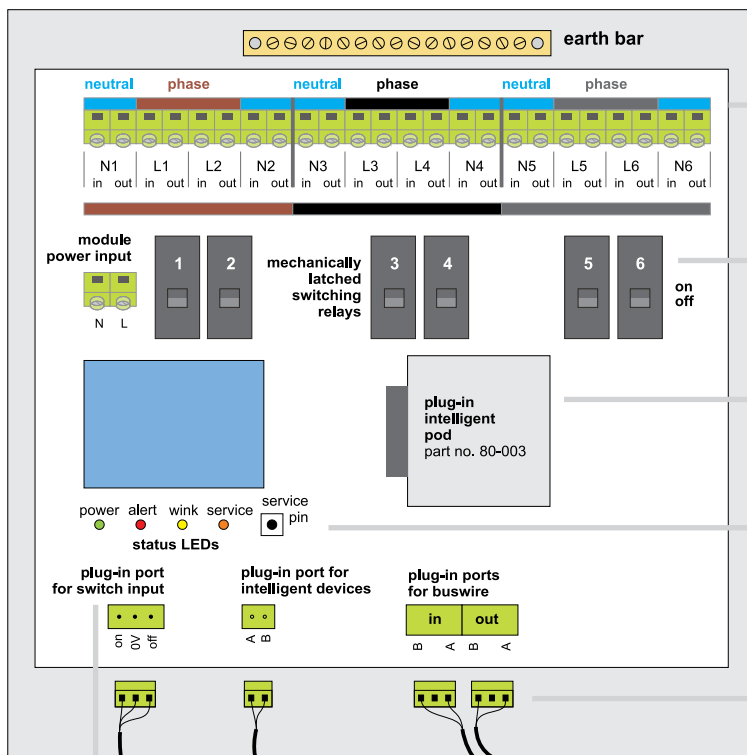 earth bar
neutral phase neutral phase neutral phase
N1 L1 L2 N2 N3 L3 L4 N4 N5 L5 L6 N6
in out in out in out in out in out in out in out in out in out in out in out in out
module
power input
N L
1 2
mechanically
latched
switching
relays
3 4
5 6
on
off
plug-in
intelligent
pod
part no. 80-003
power alert wink service
status LEDs
service
pin
plug-in port
for switch input
on 0V off
plug-in port for
intelligent devices
A B
plug-in ports
for buswire
in out
B A B A